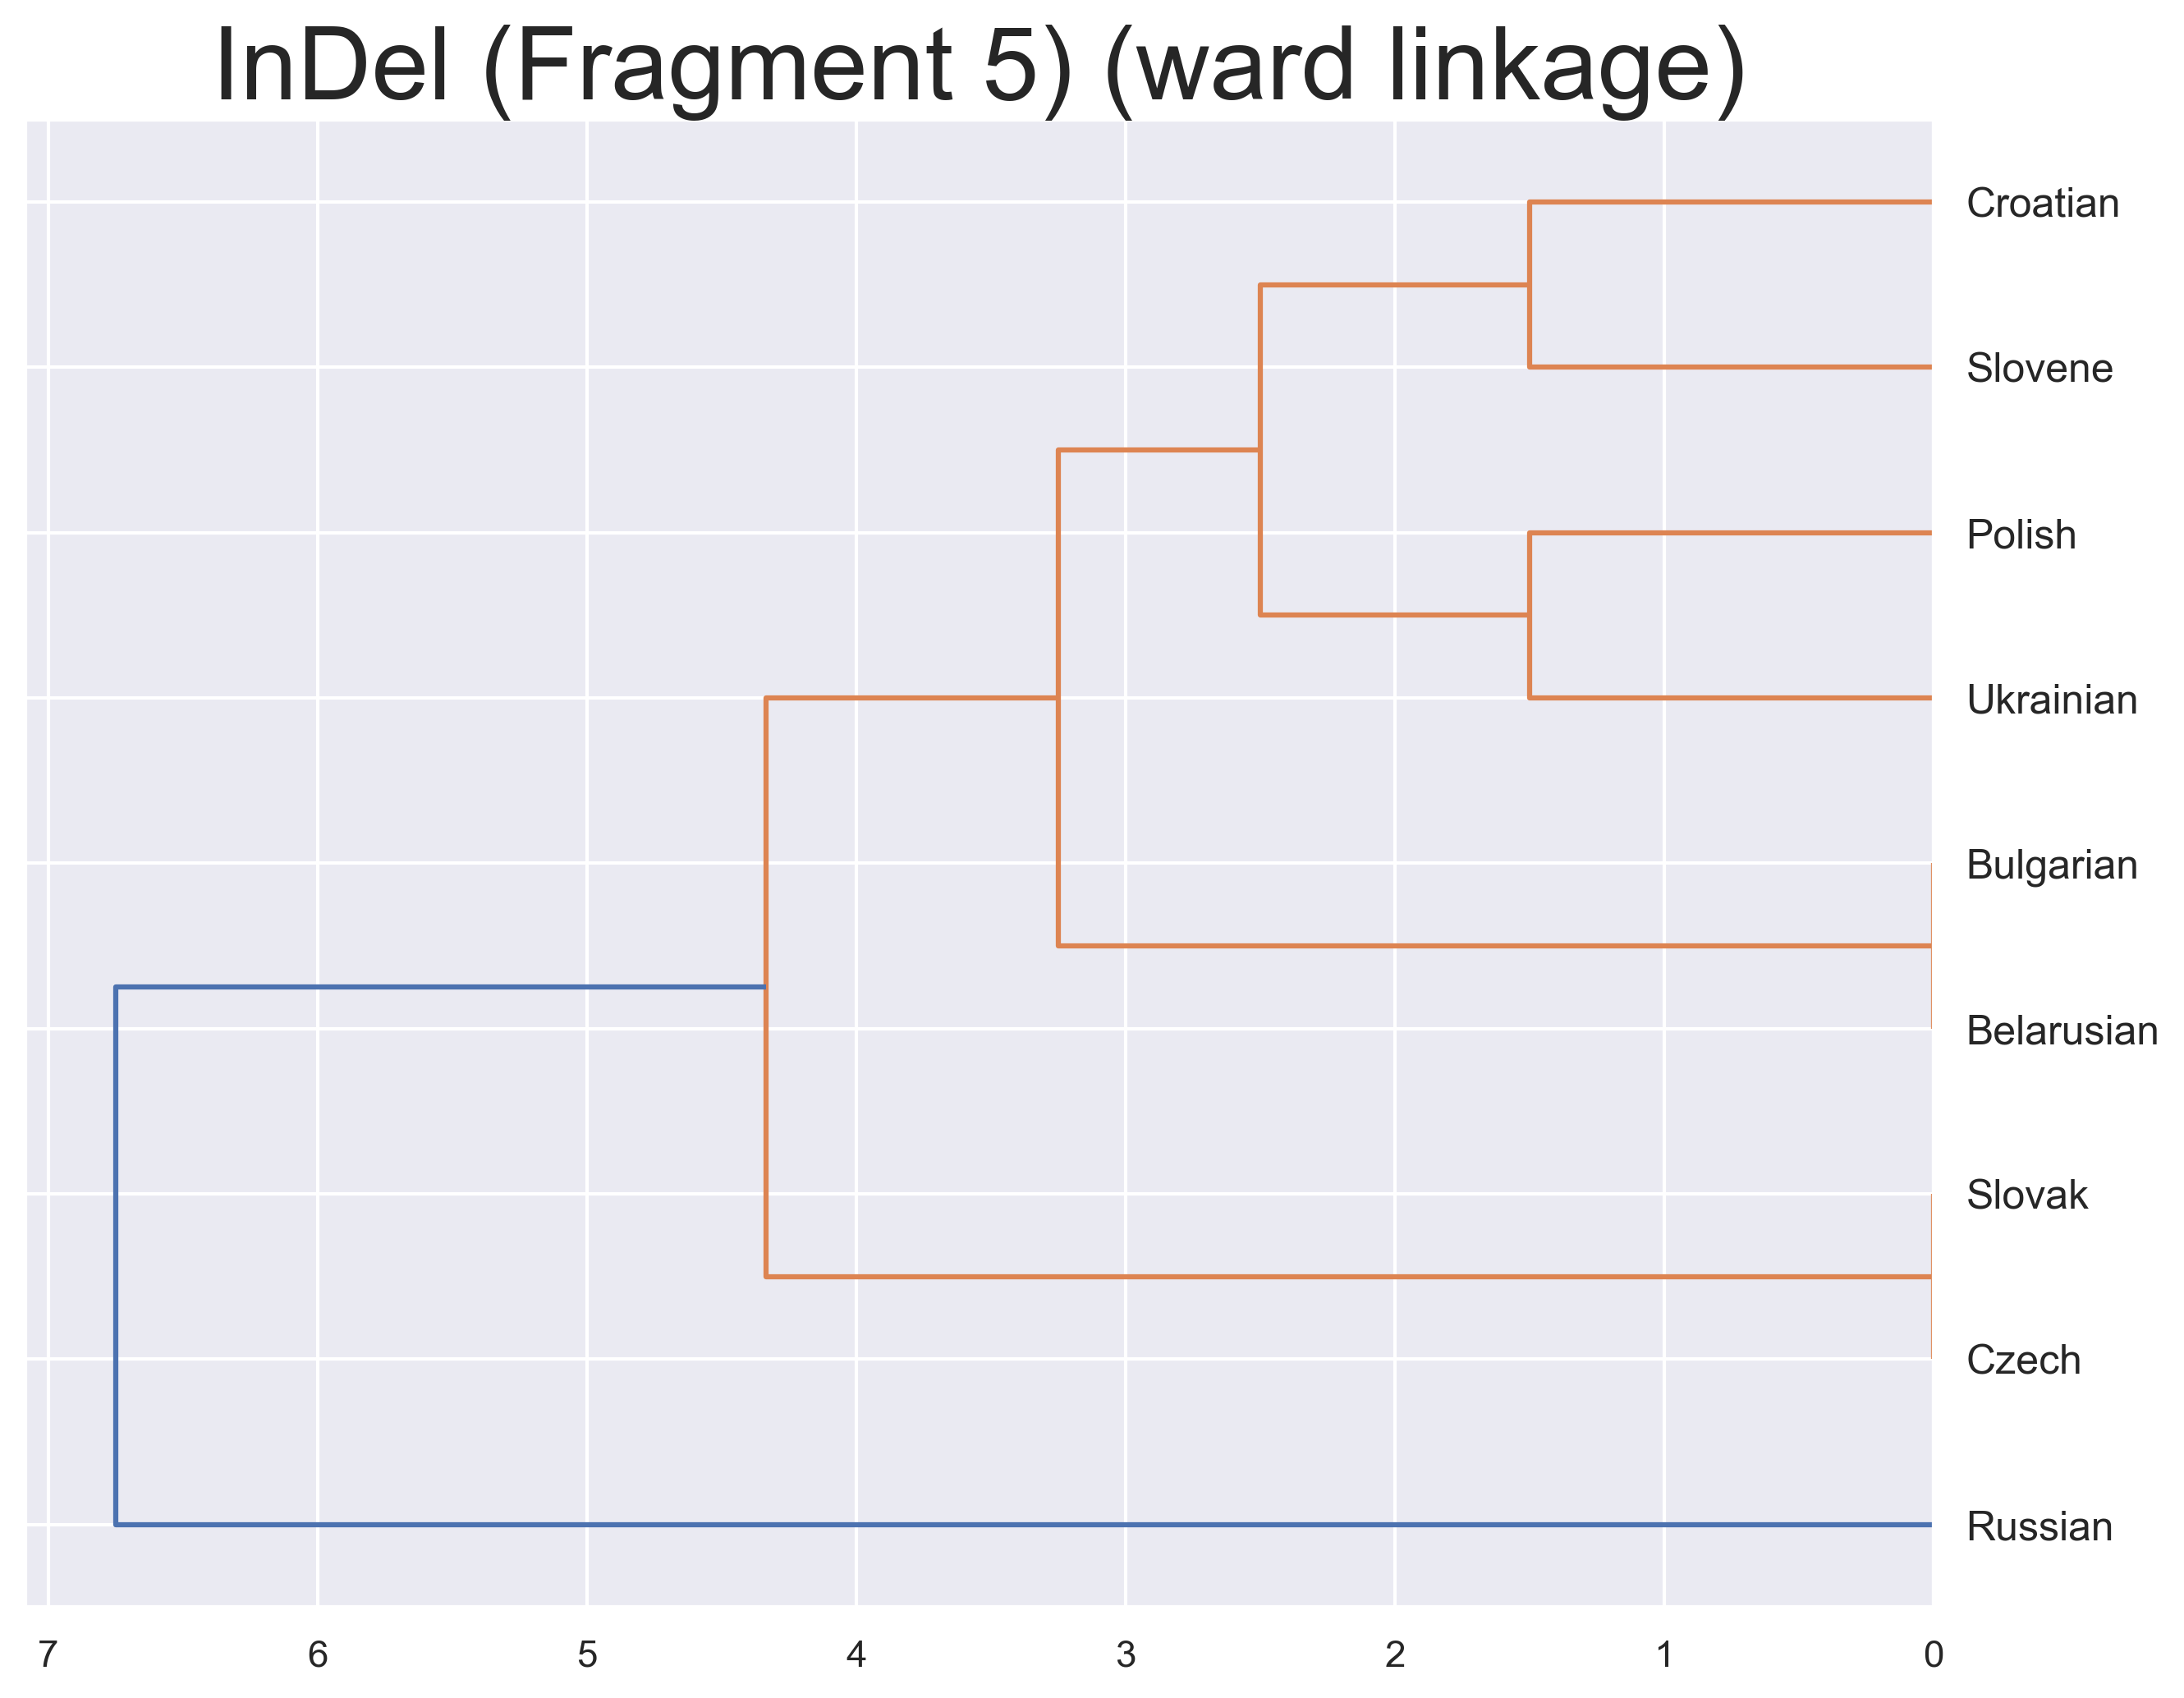 InDel (Fragment 5) (ward linkage)
Croatian
Slovene
Polish
Ukrainian
Bulgarian
Belarusian
Slovak
Czech
Russian
7 6 5 4 3 2 1 0